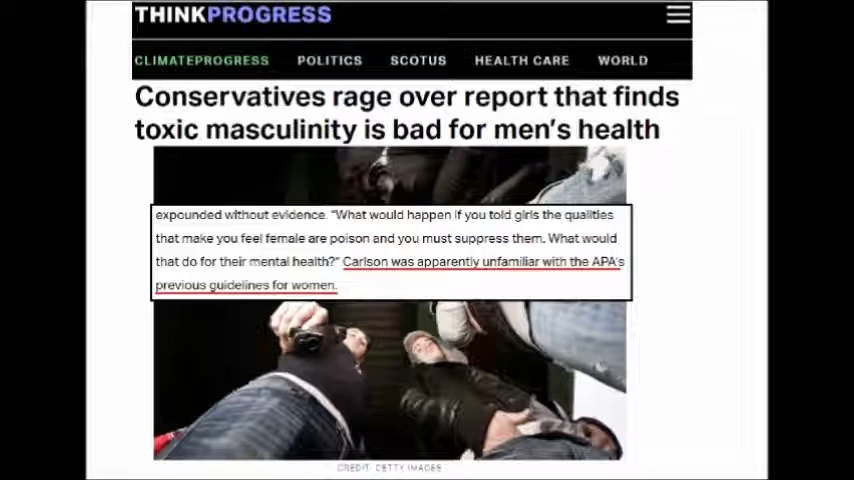 THINKPROGRESS
CLIMATEPROGRESS POLITICS SCOTUS HEALTH CARE WORLD
Conservatives rage over report that finds
toxic masculinity is bad for men's health
expounded without evidence. "What would happen if you told girls the qualities
that make you feel female are poison and you must suppress them. What would
that do for their mental health?" Carlson was apparently unfamiliar with the APA's
previous guidelines for women.
CREDIT: GETTY IMAGES